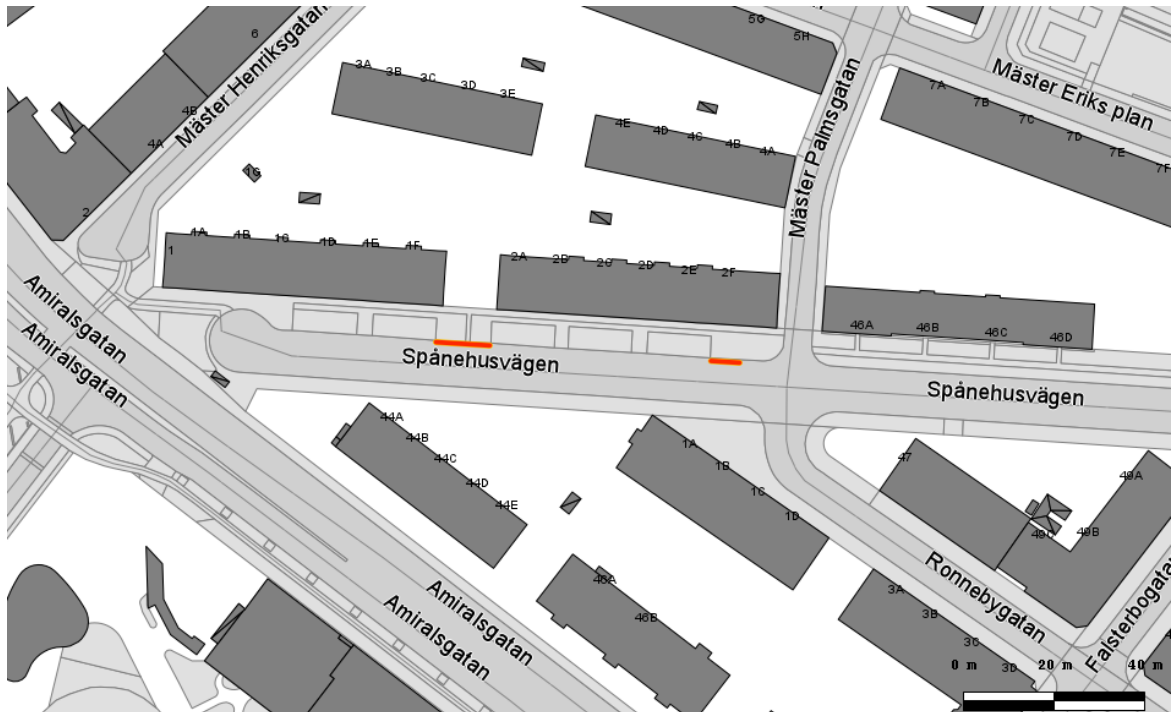 5G
5H
6
Mäster Henriksgatan
4B
4A
2
3A
3B
3C
3D
3E
4E
4D
4C
4B
4A
Mäster Palmsgatan
Mäster Eriks plan
7A
7B
7C
7D
7E
7F
1G
1
1A
1B
1C
1D
1E
1F
2A
2B
2C
2D
2E
2F
46A
46B
46C
46D
Amiralsgatan
Amiralsgatan
Spånehusvägen
Spånehusvägen
44A
44B
44C
44D
44E
1A
1B
1C
1D
47
49A
49B
49C
46A
46B
Ronnebygatan
Falsterbogatan
3A
3B
3C
3D
Amiralsgatan
Amiralsgatan
0 m 20 m 40 m